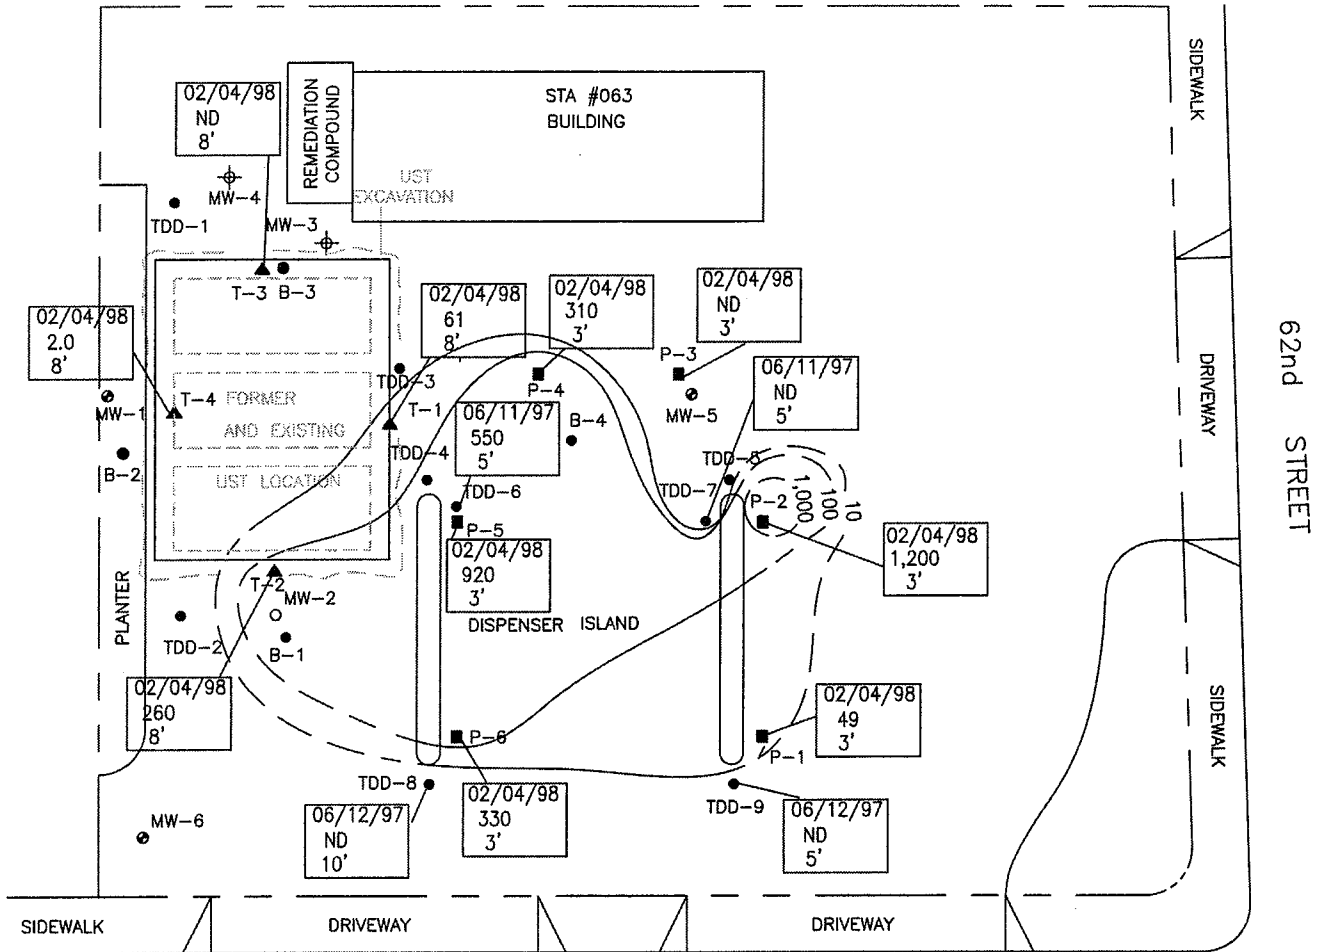 SIDEWALK
STA #063
BUILDING
REMEDIATION
COMPOUND
02/04/98
ND
8'
UST
EXCAVATION
MW-4
TDD-1
MW-3
T-3
B-3
02/04/98
2.0
8'
02/04/98
61
8'
02/04/98
310
3'
02/04/98
ND
3'
P-3
62nd STREET
DRIVEWAY
06/11/97
ND
5'
TDD-3
P-4
MW-5
MW-1
T-4
FORMER
AND EXISTING
UST LOCATION
T-1
06/11/97
550
5'
B-4
B-2
TDD-4
TDD-5
TDD-6
TDD-7
P-2
1,000
100
10
P-5
02/04/98
920
3'
02/04/98
1,200
3'
T-2
MW-2
PLANTER
TDD-2
B-1
DISPENSER ISLAND
02/04/98
260
8'
02/04/98
49
3'
SIDEWALK
P-6
P-1
TDD-8
TDD-9
06/12/97
ND
10'
02/04/98
330
3'
06/12/97
ND
5'
MW-6
SIDEWALK
DRIVEWAY
DRIVEWAY